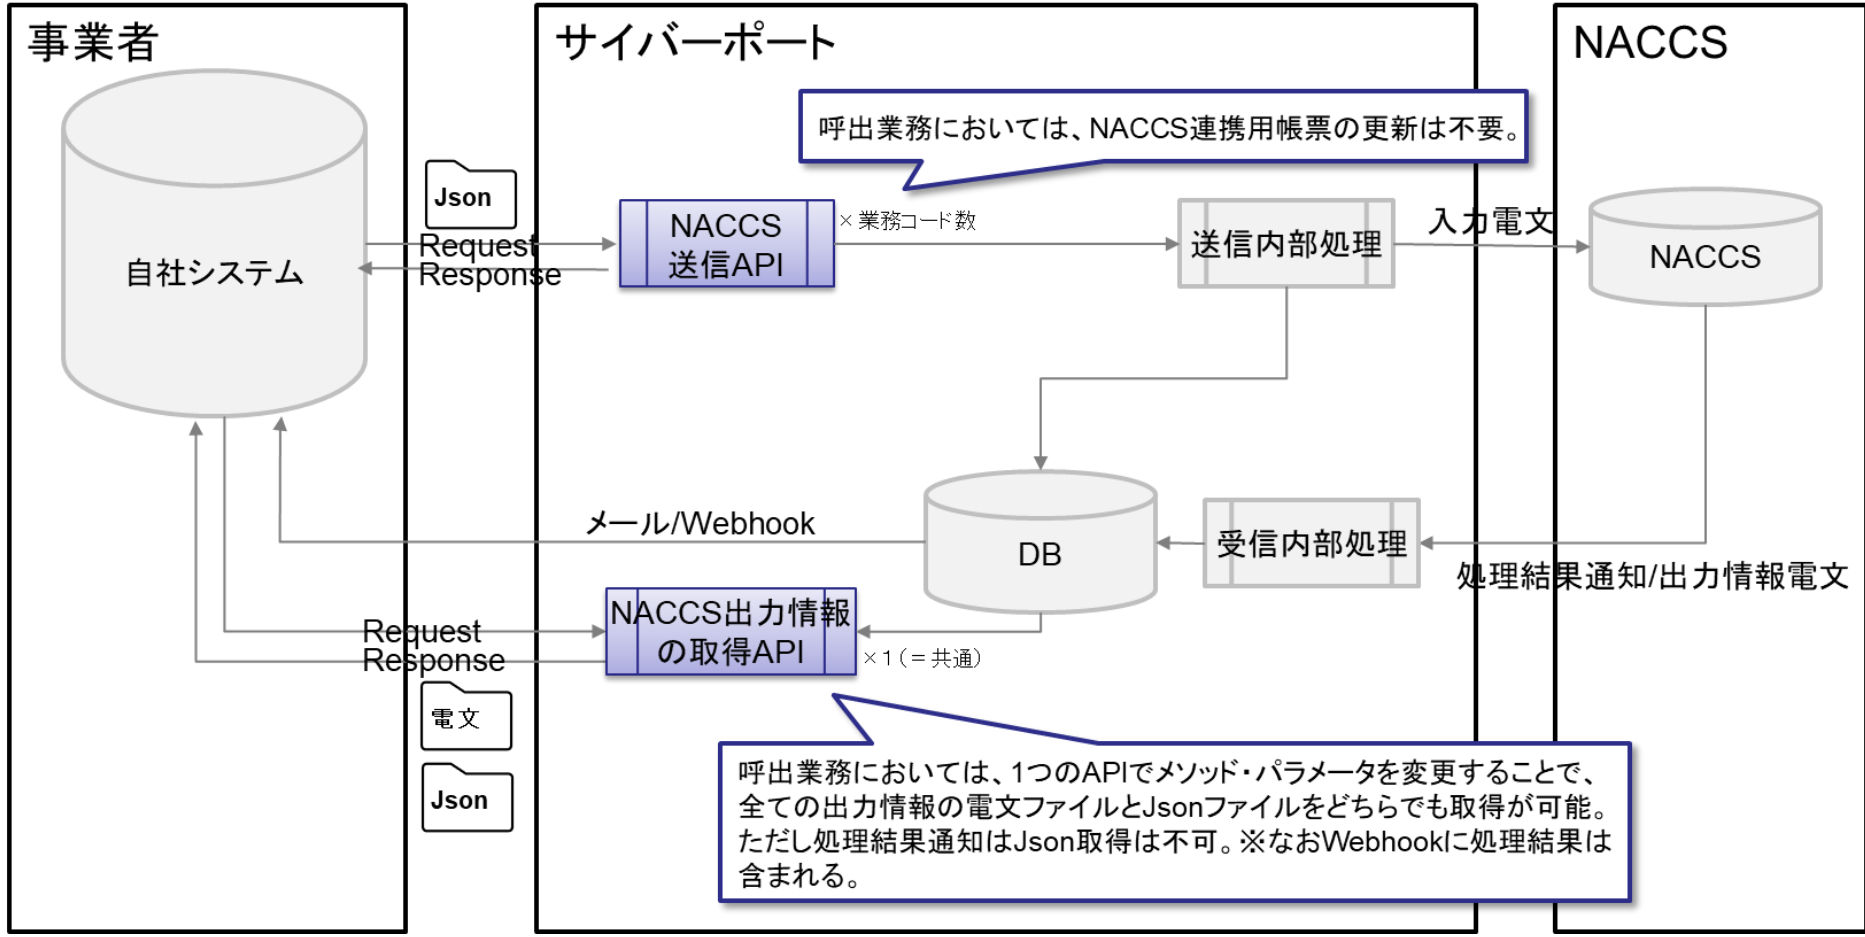 事業者
サイバーポート
NACCS
呼出業務においては、NACCS連携用帳票の更新は不要。
Json
Request
Response
自社システム
NACCS
送信API
×業務コード数
送信内部処理
入力電文
NACCS
メール/Webhook
DB
受信内部処理
処理結果通知/出力情報電文
NACCS出力情報
の取得API
×1(=共通)
Request
Response
電文
Json
呼出業務においては、1つのAPIでメソッド・パラメータを変更することで、
全ての出力情報の電文ファイルとJsonファイルをどちらでも取得が可能。
ただし処理結果通知はJson取得は不可。※なおWebhookに処理結果は
含まれる。